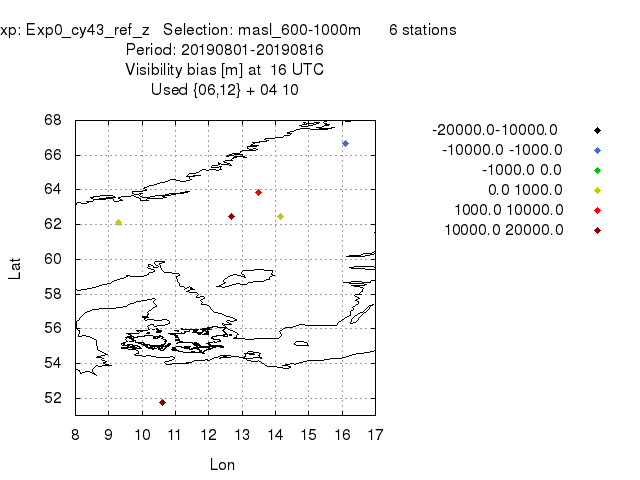 xp: Exp0_cy43_ref_z Selection: masl_600-1000m 6 stations
Period: 20190801-20190816
Visibility bias [m] at 16 UTC
Used {06,12} + 04 10
68
66
64
62
60
58
56
54
52
8 9 10 11 12 13 14 15 16 17
Lat
Lon
-20000.0-10000.0
-10000.0 -1000.0
-1000.0 0.0
0.0 1000.0
1000.0 10000.0
10000.0 20000.0